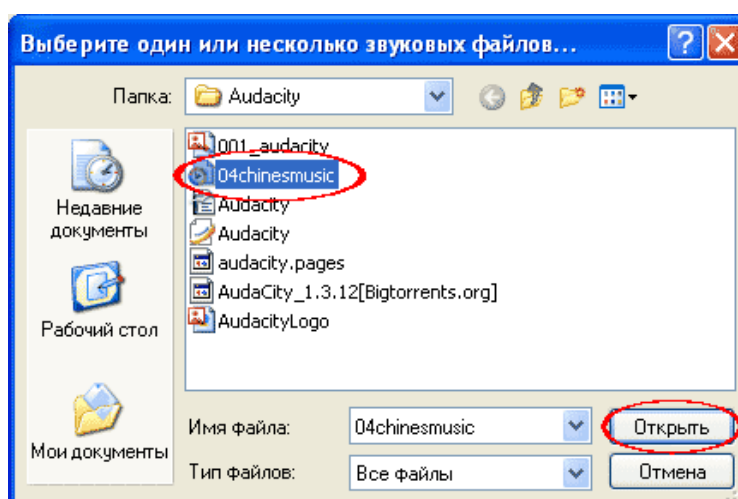 Выберите один или несколько звуковых файлов...
Папка: Audacity
001_audacity
04chinesmusic
Audacity
Audacity
audacity.pages
AudaCity_1.3.12[Bigtorrents.org]
AudacityLogo
Недавние
документы
Рабочий стол
Мои документы
Имя файла: 04chinesmusic Открыть
Тип файлов: Все файлы Отмена